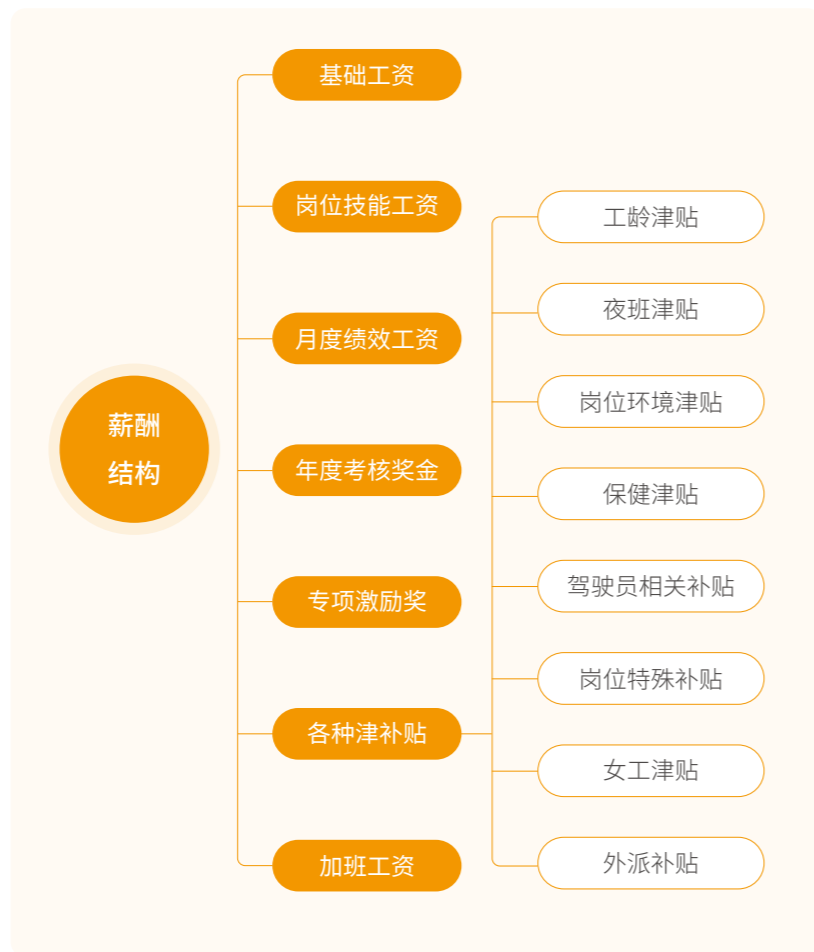 薪酬
结构
基础工资
岗位技能工资
月度绩效工资
年度考核奖金
专项激励奖
各种津补贴
加班工资
工龄津贴
夜班津贴
岗位环境津贴
保健津贴
驾驶员相关补贴
岗位特殊补贴
女工津贴
外派补贴